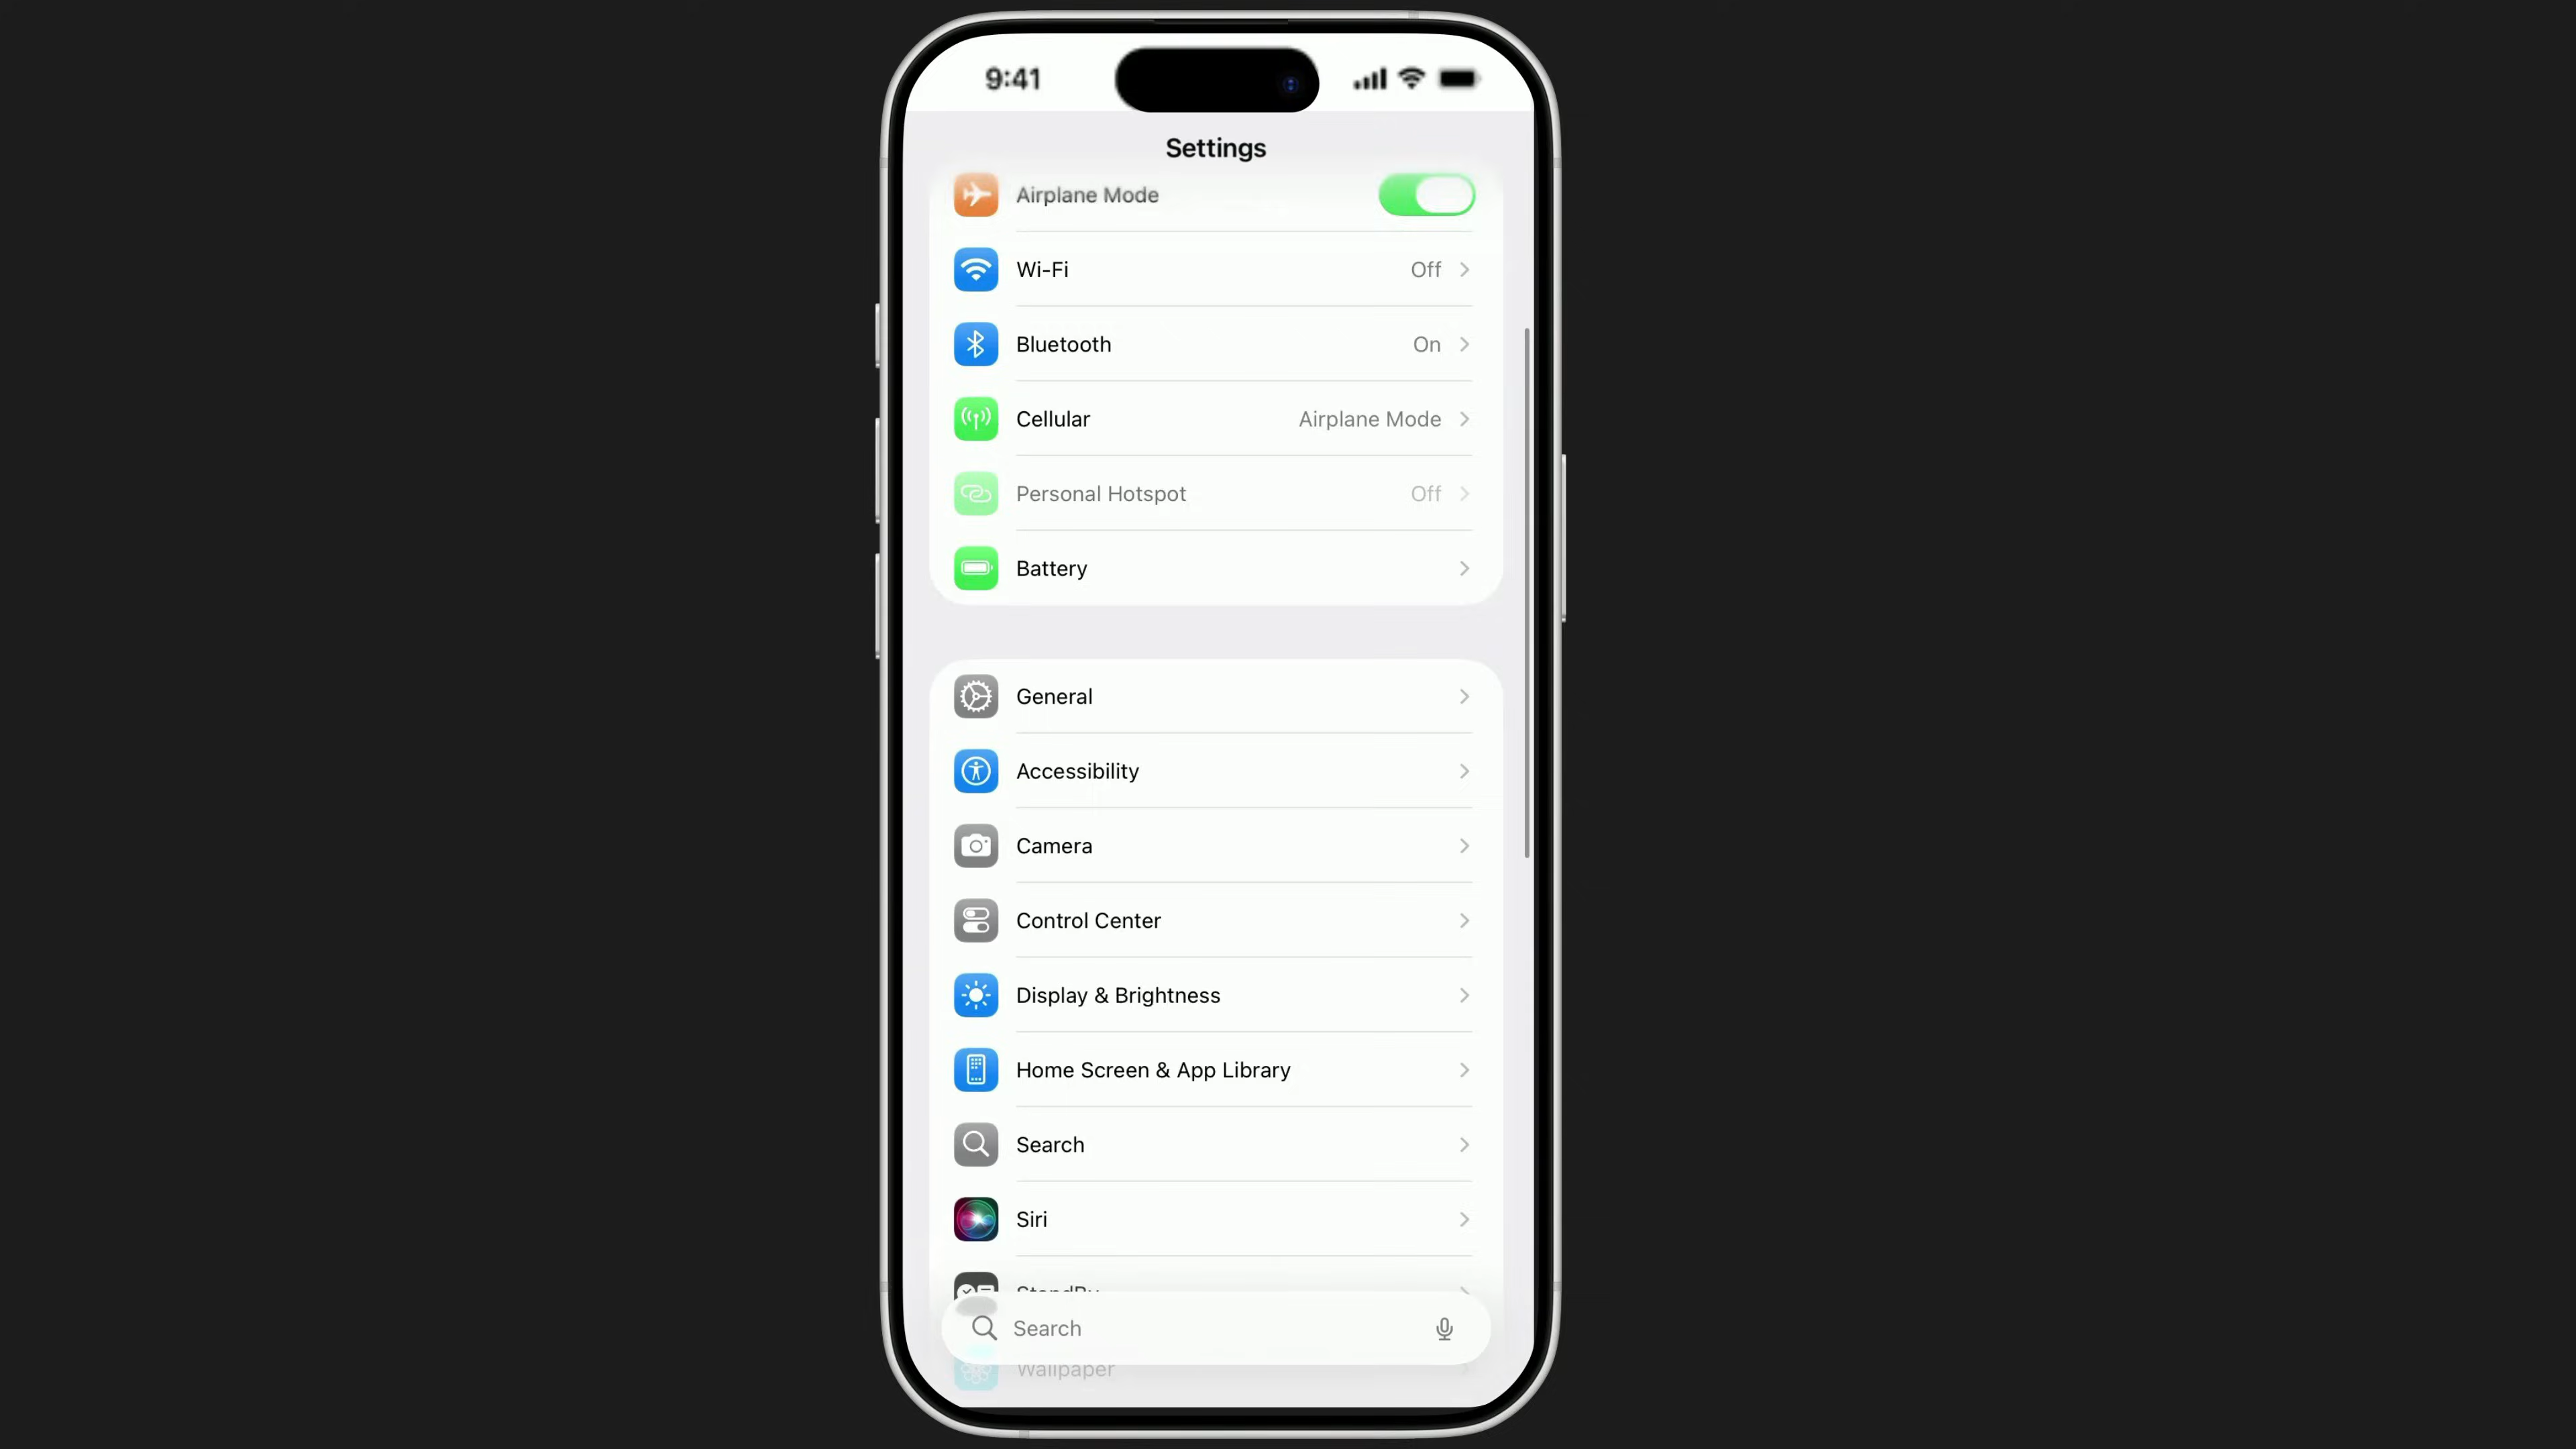 9:41
Settings
Airplane Mode
Wi-Fi Off
Bluetooth On
Cellular Airplane Mode
Personal Hotspot Off
Battery
General
Accessibility
Camera
Control Center
Display & Brightness
Home Screen & App Library
Search
Siri
StandBy
Search
Wallpaper